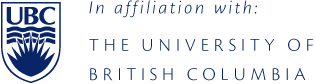 UBC
In affiliation with:
THE UNIVERSITY OF
BRITISH COLUMBIA